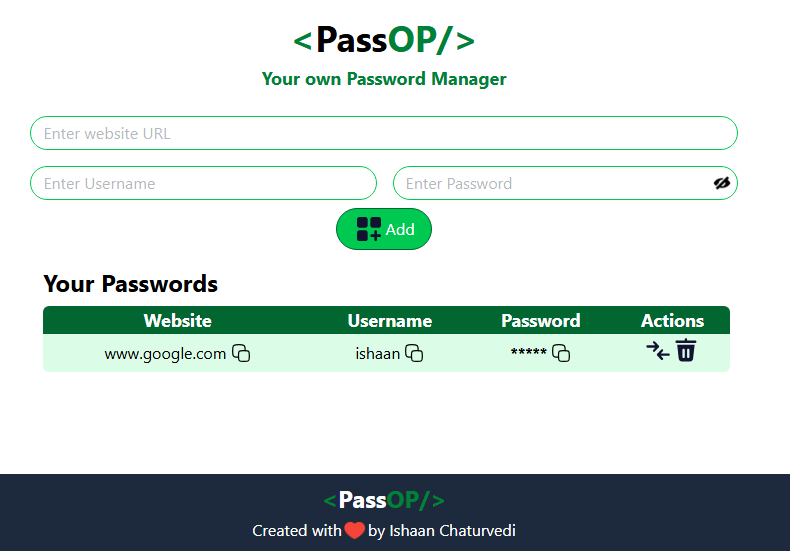 <PassOP/>
Your own Password Manager
Enter website URL
Enter Username Enter Password
Add
Your Passwords
Website Username Password Actions
www.google.com ishaan *****
<PassOP/>
Created with by Ishaan Chaturvedi